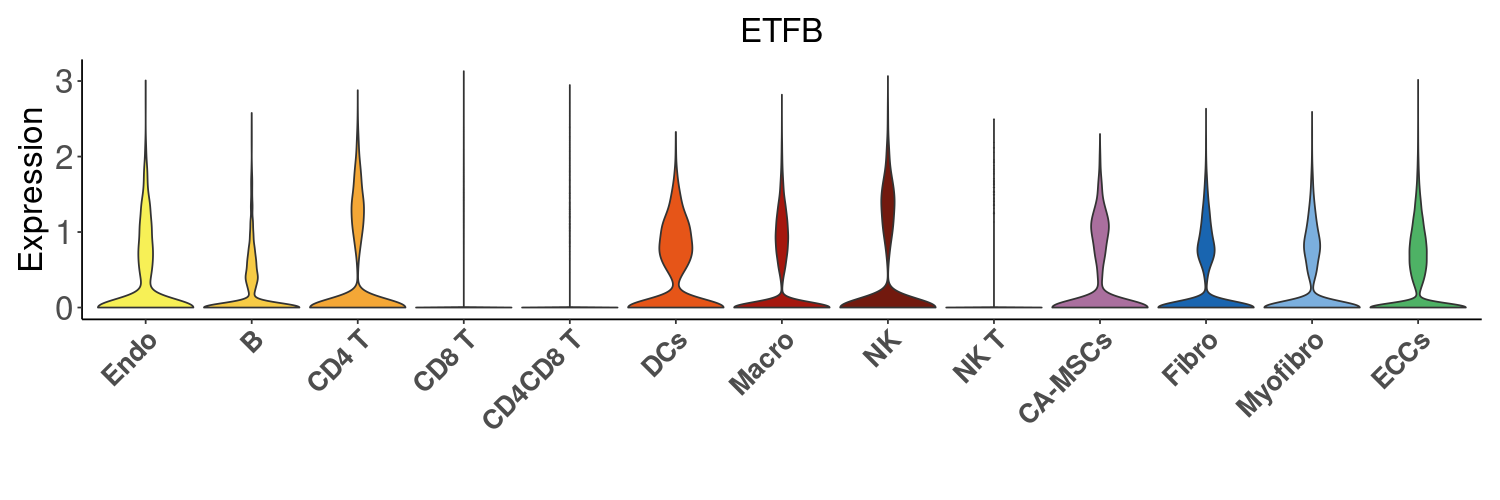 ETFB
Expression
3
2
1
0
Endo
B
CD4 T
CD8 T
CD4CD8 T
DCs
Macro
NK
NK T
CA-MSCs
Fibro
Myofibro
ECCs